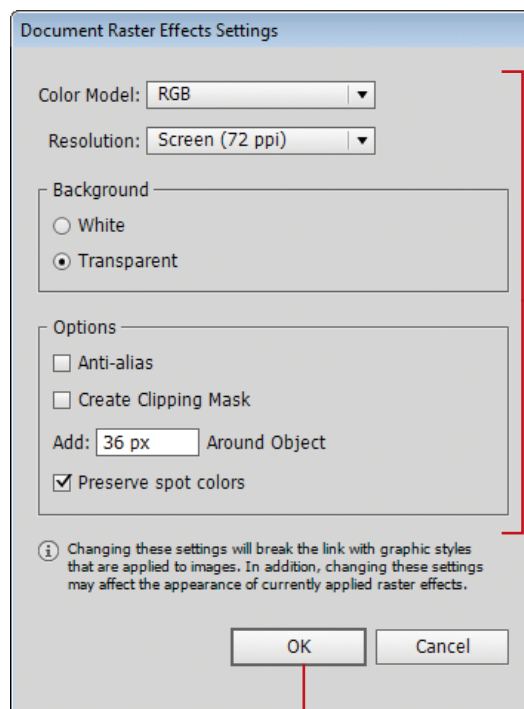 Document Raster Effects Settings
Color Model: RGB
Resolution: Screen (72 ppi)
Background
White
Transparent
Options
Anti-alias
Create Clipping Mask
Add: 36 px Around Object
Preserve spot colors
Changing these settings will break the link with graphic styles
that are applied to images. In addition, changing these settings
may affect the appearance of currently applied raster effects.
OK Cancel